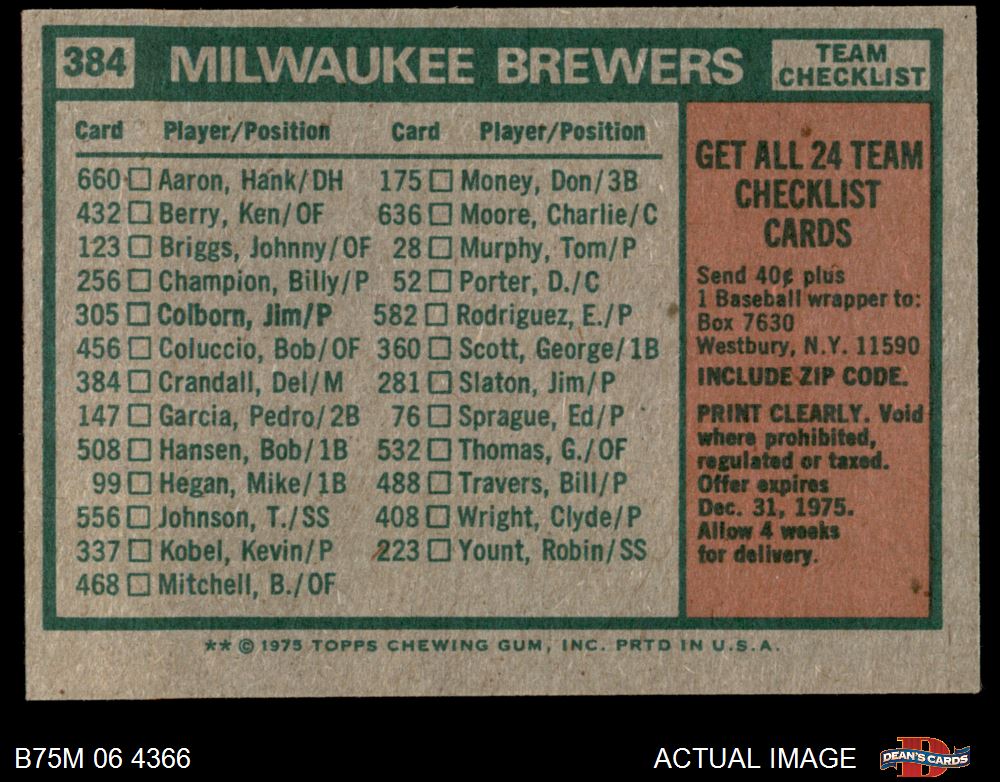 384 MILWAUKEE BREWERS TEAM CHECKLIST
Card Player/Position Card Player/Position
660 Aaron, Hank/DH
432 Berry, Ken/OF
123 Briggs, Johnny/OF
256 Champion, Billy/P
305 Colborn, Jim/P
456 Coluccio, Bob/OF
384 Crandall, Del/M
147 Garcia, Pedro/2B
508 Hansen, Bob/1B
99 Hegan, Mike/1B
556 Johnson, T./SS
337 Kobel, Kevin/P
468 Mitchell, B./OF
175 Money, Don/3B
636 Moore, Charlie/C
28 Murphy, Tom/P
52 Porter, D./C
582 Rodriguez, E./P
360 Scott, George/1B
281 Slaton, Jim/P
76 Sprague, Ed/P
532 Thomas, G./OF
488 Travers, Bill/P
408 Wright, Clyde/P
223 Yount, Robin/SS
GET ALL 24 TEAM
CHECKLIST
CARDS
Send 40¢ plus
1 Baseball wrapper to:
Box 7630
Westbury, N.Y. 11590
INCLUDE ZIP CODE.
PRINT CLEARLY. Void
where prohibited,
regulated or taxed.
Offer expires
Dec. 31, 1975.
Allow 4 weeks
for delivery.
** © 1975 TOPPS CHEWING GUM, INC. PRTD IN U.S.A.
B75M 06 4366
ACTUAL IMAGE
D
DEAN'S CARDS